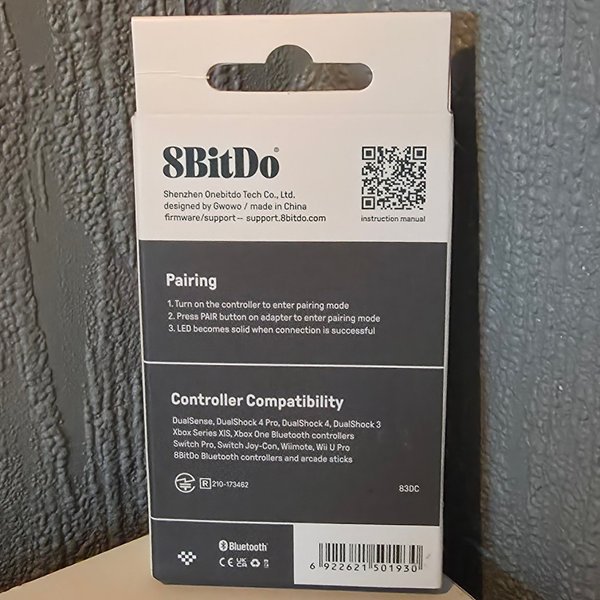 8BitDo®
Shenzhen Onebitdo Tech Co., Ltd.
designed by Gwowo / made in China
firmware/support – support.8bitdo.com
instruction manual
Pairing
1. Turn on the controller to enter pairing mode
2. Press PAIR button on adapter to enter pairing mode
3. LED becomes solid when connection is successful
Controller Compatibility
DualSense, DualShock 4 Pro, DualShock 4, DualShock 3
Xbox Series X|S, Xbox One Bluetooth controllers
Switch Pro, Switch Joy-Con, Wiimote, Wii U Pro
8BitDo Bluetooth controllers and arcade sticks
R 210-173462
83DC
Bluetooth®
CE UKCA
6 922621 501930